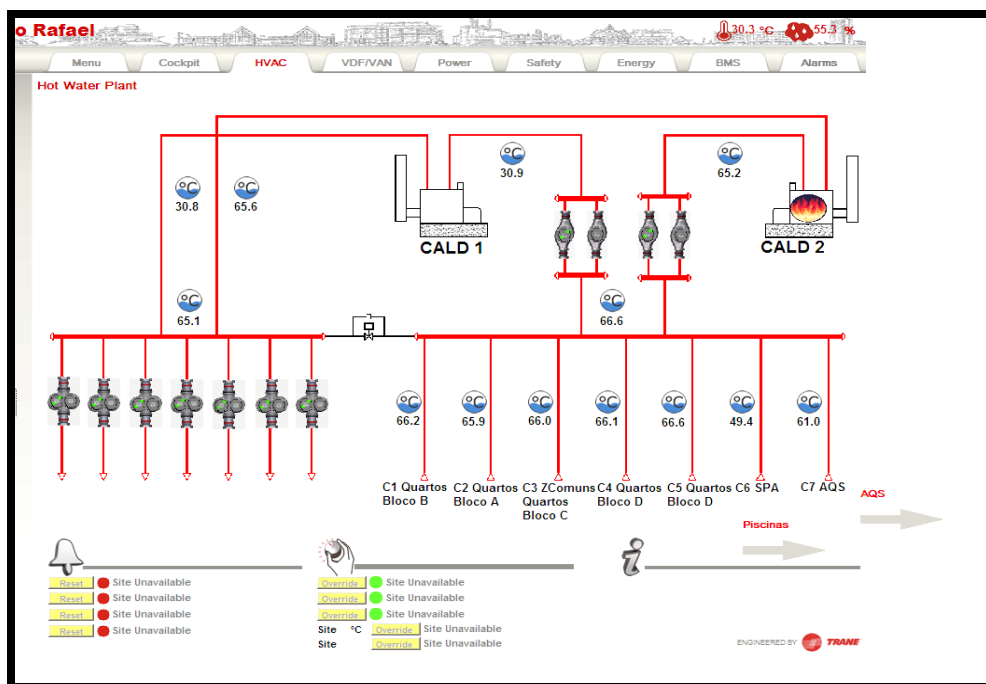 o Rafael
30.3 °C
55.3 %
Menu
Cockpit
HVAC
VDF/VAN
Power
Safety
Energy
BMS
Alarms
Hot Water Plant
°C
30.9
°C
65.2
°C
30.8
°C
65.6
CALD 1
CALD 2
°C
65.1
°C
66.6
°C
66.2
°C
65.9
°C
66.0
°C
66.1
°C
66.6
°C
49.4
°C
61.0
C1 Quartos
Bloco B
C2 Quartos
Bloco A
C3 ZComuns
Quartos
Bloco C
C4 Quartos
Bloco D
C5 Quartos
Bloco D
C6 SPA
C7 AQS
AQS
Piscinas
Reset Site Unavailable
Reset Site Unavailable
Reset Site Unavailable
Reset Site Unavailable
Override Site Unavailable
Override Site Unavailable
Override Site Unavailable
Site °C Override Site Unavailable
Site Override Site Unavailable
ENGINEERED BY TRANE